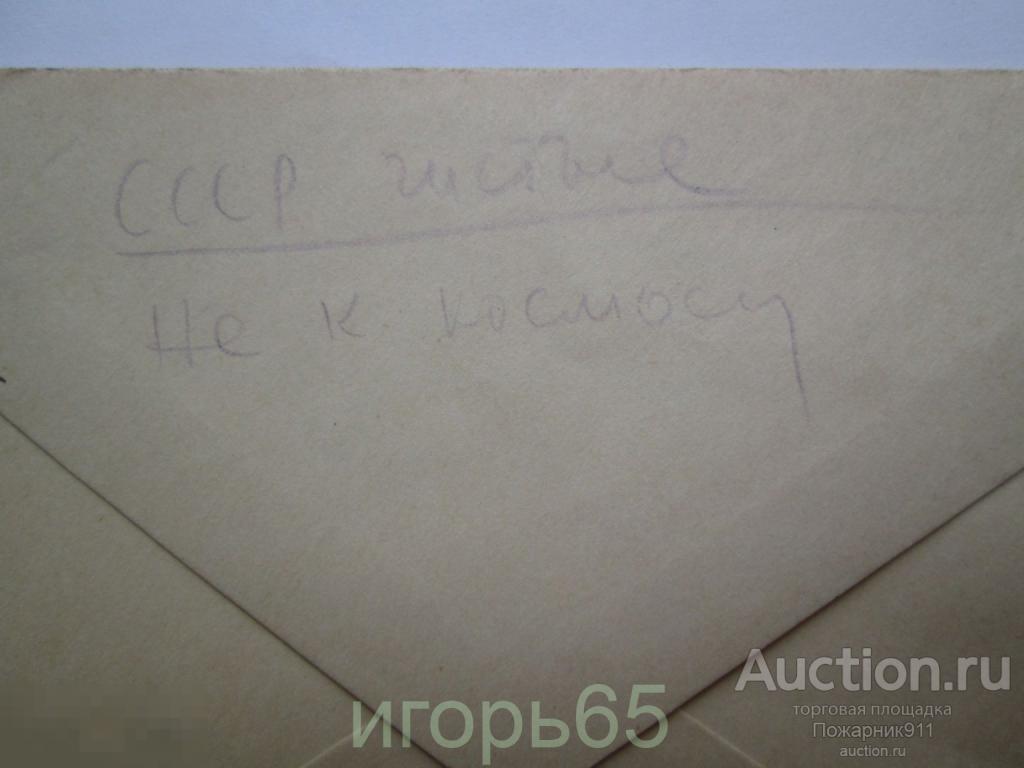 СССР чистые
Не к космосу
Auction.ru
торговая площадка
игорь65
Пожарник911
auction.ru